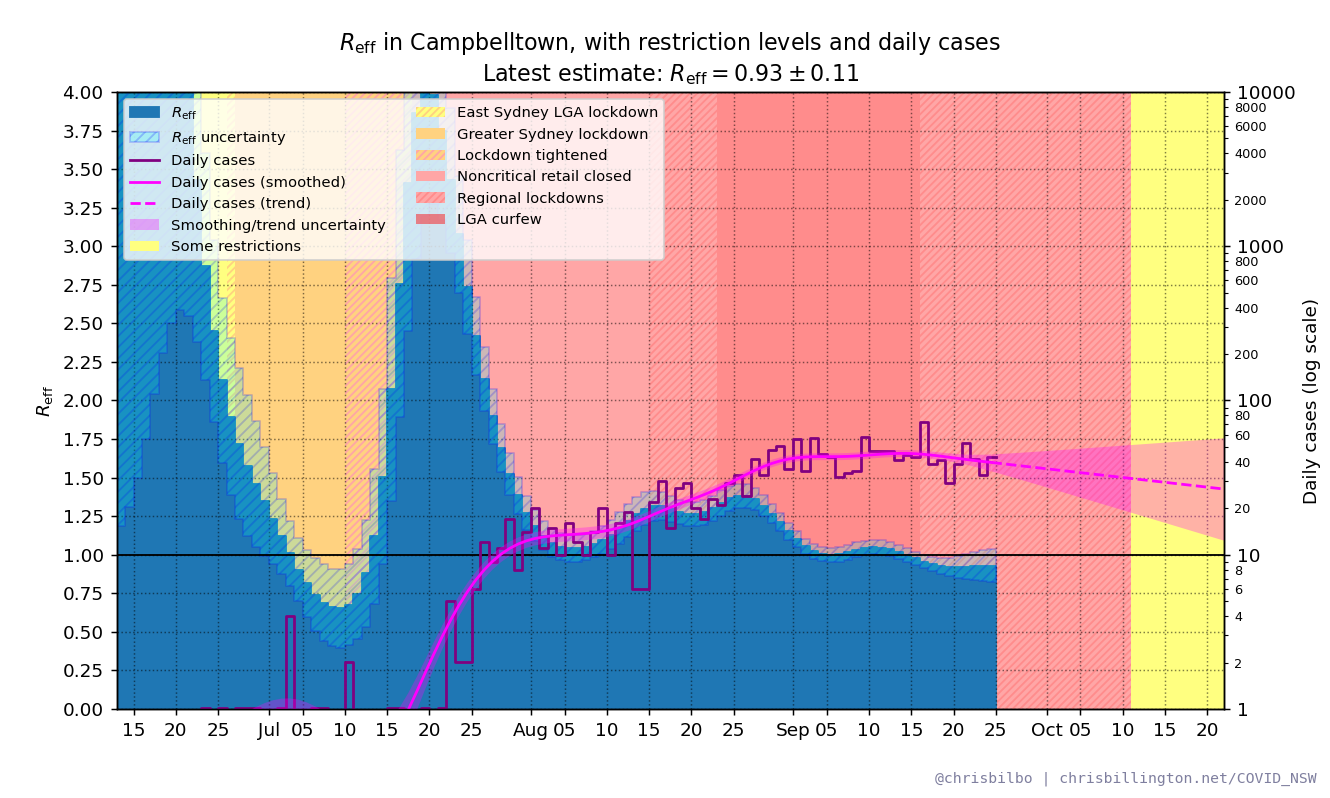 Reff in Campbelltown, with restriction levels and daily cases
Latest estimate: Reff = 0.93 ± 0.11
Reff
Reff uncertainty
Daily cases
Daily cases (smoothed)
Daily cases (trend)
Smoothing/trend uncertainty
Some restrictions
East Sydney LGA lockdown
Greater Sydney lockdown
Lockdown tightened
Noncritical retail closed
Regional lockdowns
LGA curfew
4.00
3.75
3.50
3.25
3.00
2.75
2.50
2.25
2.00
1.75
1.50
1.25
1.00
0.75
0.50
0.25
0.00
Reff
10000
8000
6000
4000
2000
1000
800
600
400
200
100
80
60
40
20
10
8
6
4
2
1
Daily cases (log scale)
15 20 25 Jul 05 10 15 20 25 Aug 05 10 15 20 25 Sep 05 10 15 20 25 Oct 05 10 15 20
@chrisbilbo | chrisbillington.net/COVID_NSW